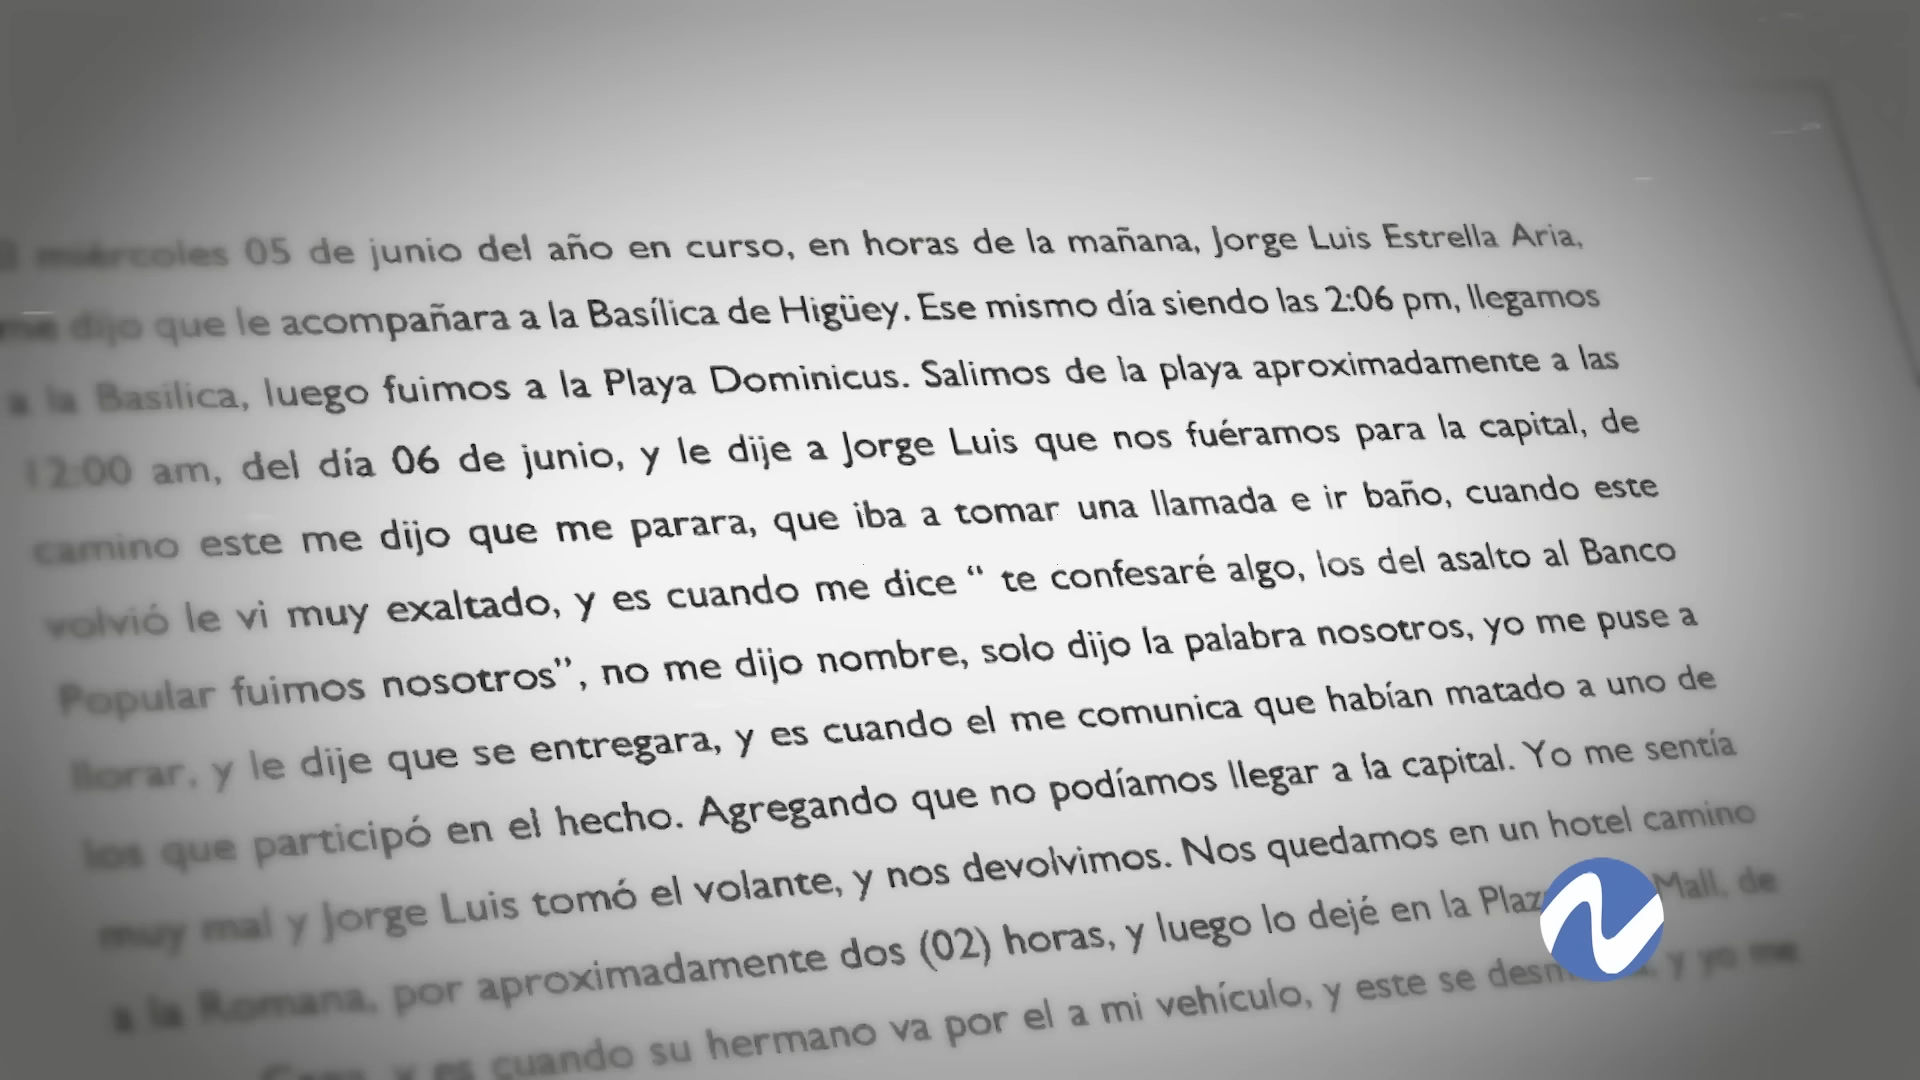 miércoles 05 de junio del año en curso, en horas de la mañana, Jorge Luis Estrella Aria,
me dijo que le acompañara a la Basílica de Higüey. Ese mismo día siendo las 2:06 pm, llegamos
a la Basilica, luego fuimos a la Playa Dominicus. Salimos de la playa aproximadamente a las
12:00 am, del día 06 de junio, y le dije a Jorge Luis que nos fuéramos para la capital, de
camino este me dijo que me parara, que iba a tomar una llamada e ir baño, cuando este
volvió le vi muy exaltado, y es cuando me dice “ te confesaré algo, los del asalto al Banco
Popular fuimos nosotros”, no me dijo nombre, solo dijo la palabra nosotros, yo me puse a
llorar, y le dije que se entregara, y es cuando el me comunica que habían matado a uno de
los que participó en el hecho. Agregando que no podíamos llegar a la capital. Yo me sentía
muy mal y Jorge Luis tomó el volante, y nos devolvimos. Nos quedamos en un hotel camino
a la Romana, por aproximadamente dos (02) horas, y luego lo dejé en la Mall, de
y es cuando su hermano va por el a mi vehículo, y este se y yo me